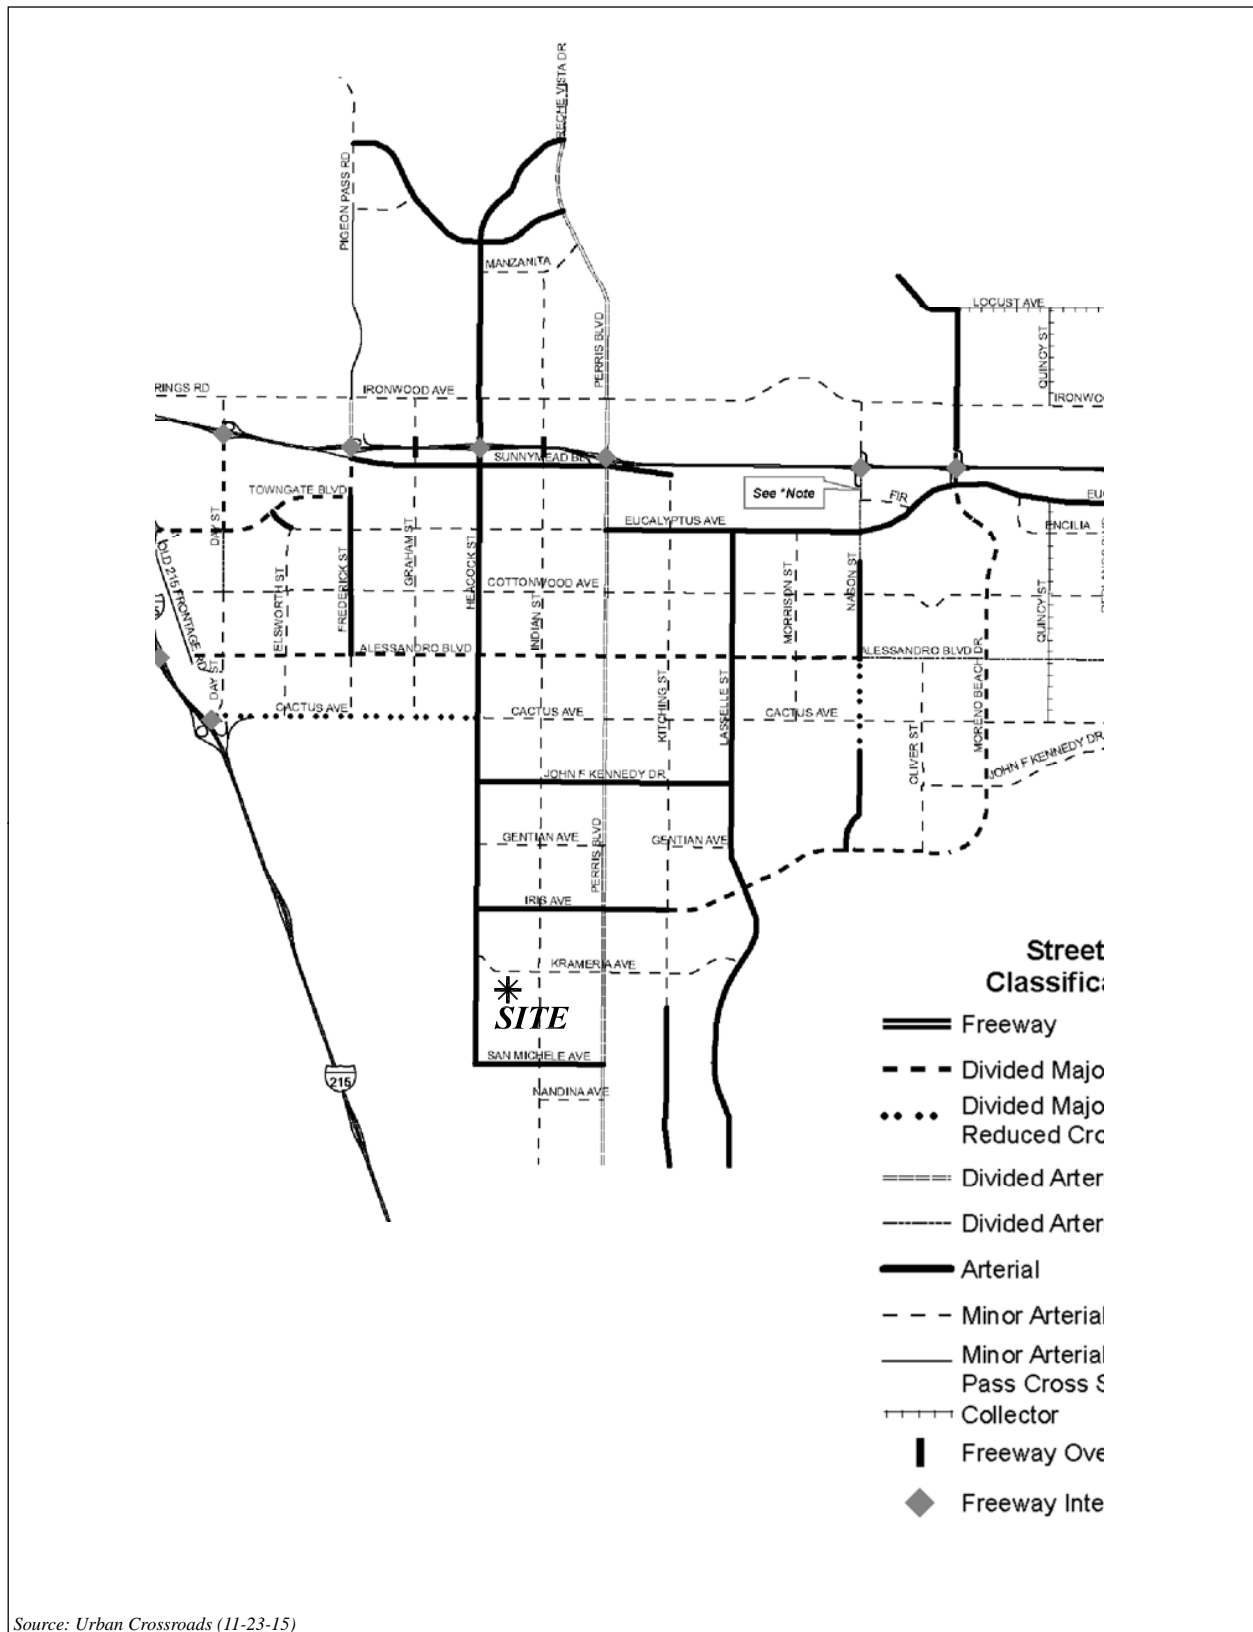 RECHE VISTA DR
PIGEON PASS RD
MANZANITA
PERRIS BLVD
LOCUST AVE
QUINCY ST
RINGS RD
IRONWOOD AVE
IRONWO
SUNNYMEAD BL
See *Note
TOWNGATE BLVD
FIR
EUC
EUCALYPTUS AVE
ENCILIA
DAY ST
OLD 215 FRONTAGE RD
ELSWORTH ST
FREDERICK ST
GRAHAM ST
HEACOCK ST
COTTONWOOD AVE
INDIAN ST
MORRISON ST
NASON ST
QUINCY ST
ALESSANDRO BLVD
ALESSANDRO BLVD
DAY ST
KITCHING ST
LASSELLE ST
MORENO BEACH DR
CACTUS AVE
CACTUS AVE
CACTUS AVE
OLIVER ST
JOHN F KENNEDY DR
JOHN F KENNEDY DR
GENTIAN AVE
PERRIS BLVD
GENTIAN AVE
IRIS AVE
KRAMERIA AVE
SITE
SAN MICHELE AVE
NANDINA AVE
215
Street
Classifica
Freeway
Divided Majo
Divided Majo
Reduced Cro
Divided Arter
Divided Arter
Arterial
Minor Arterial
Minor Arterial
Pass Cross S
Collector
Freeway Ove
Freeway Inte
Source: Urban Crossroads (11-23-15)